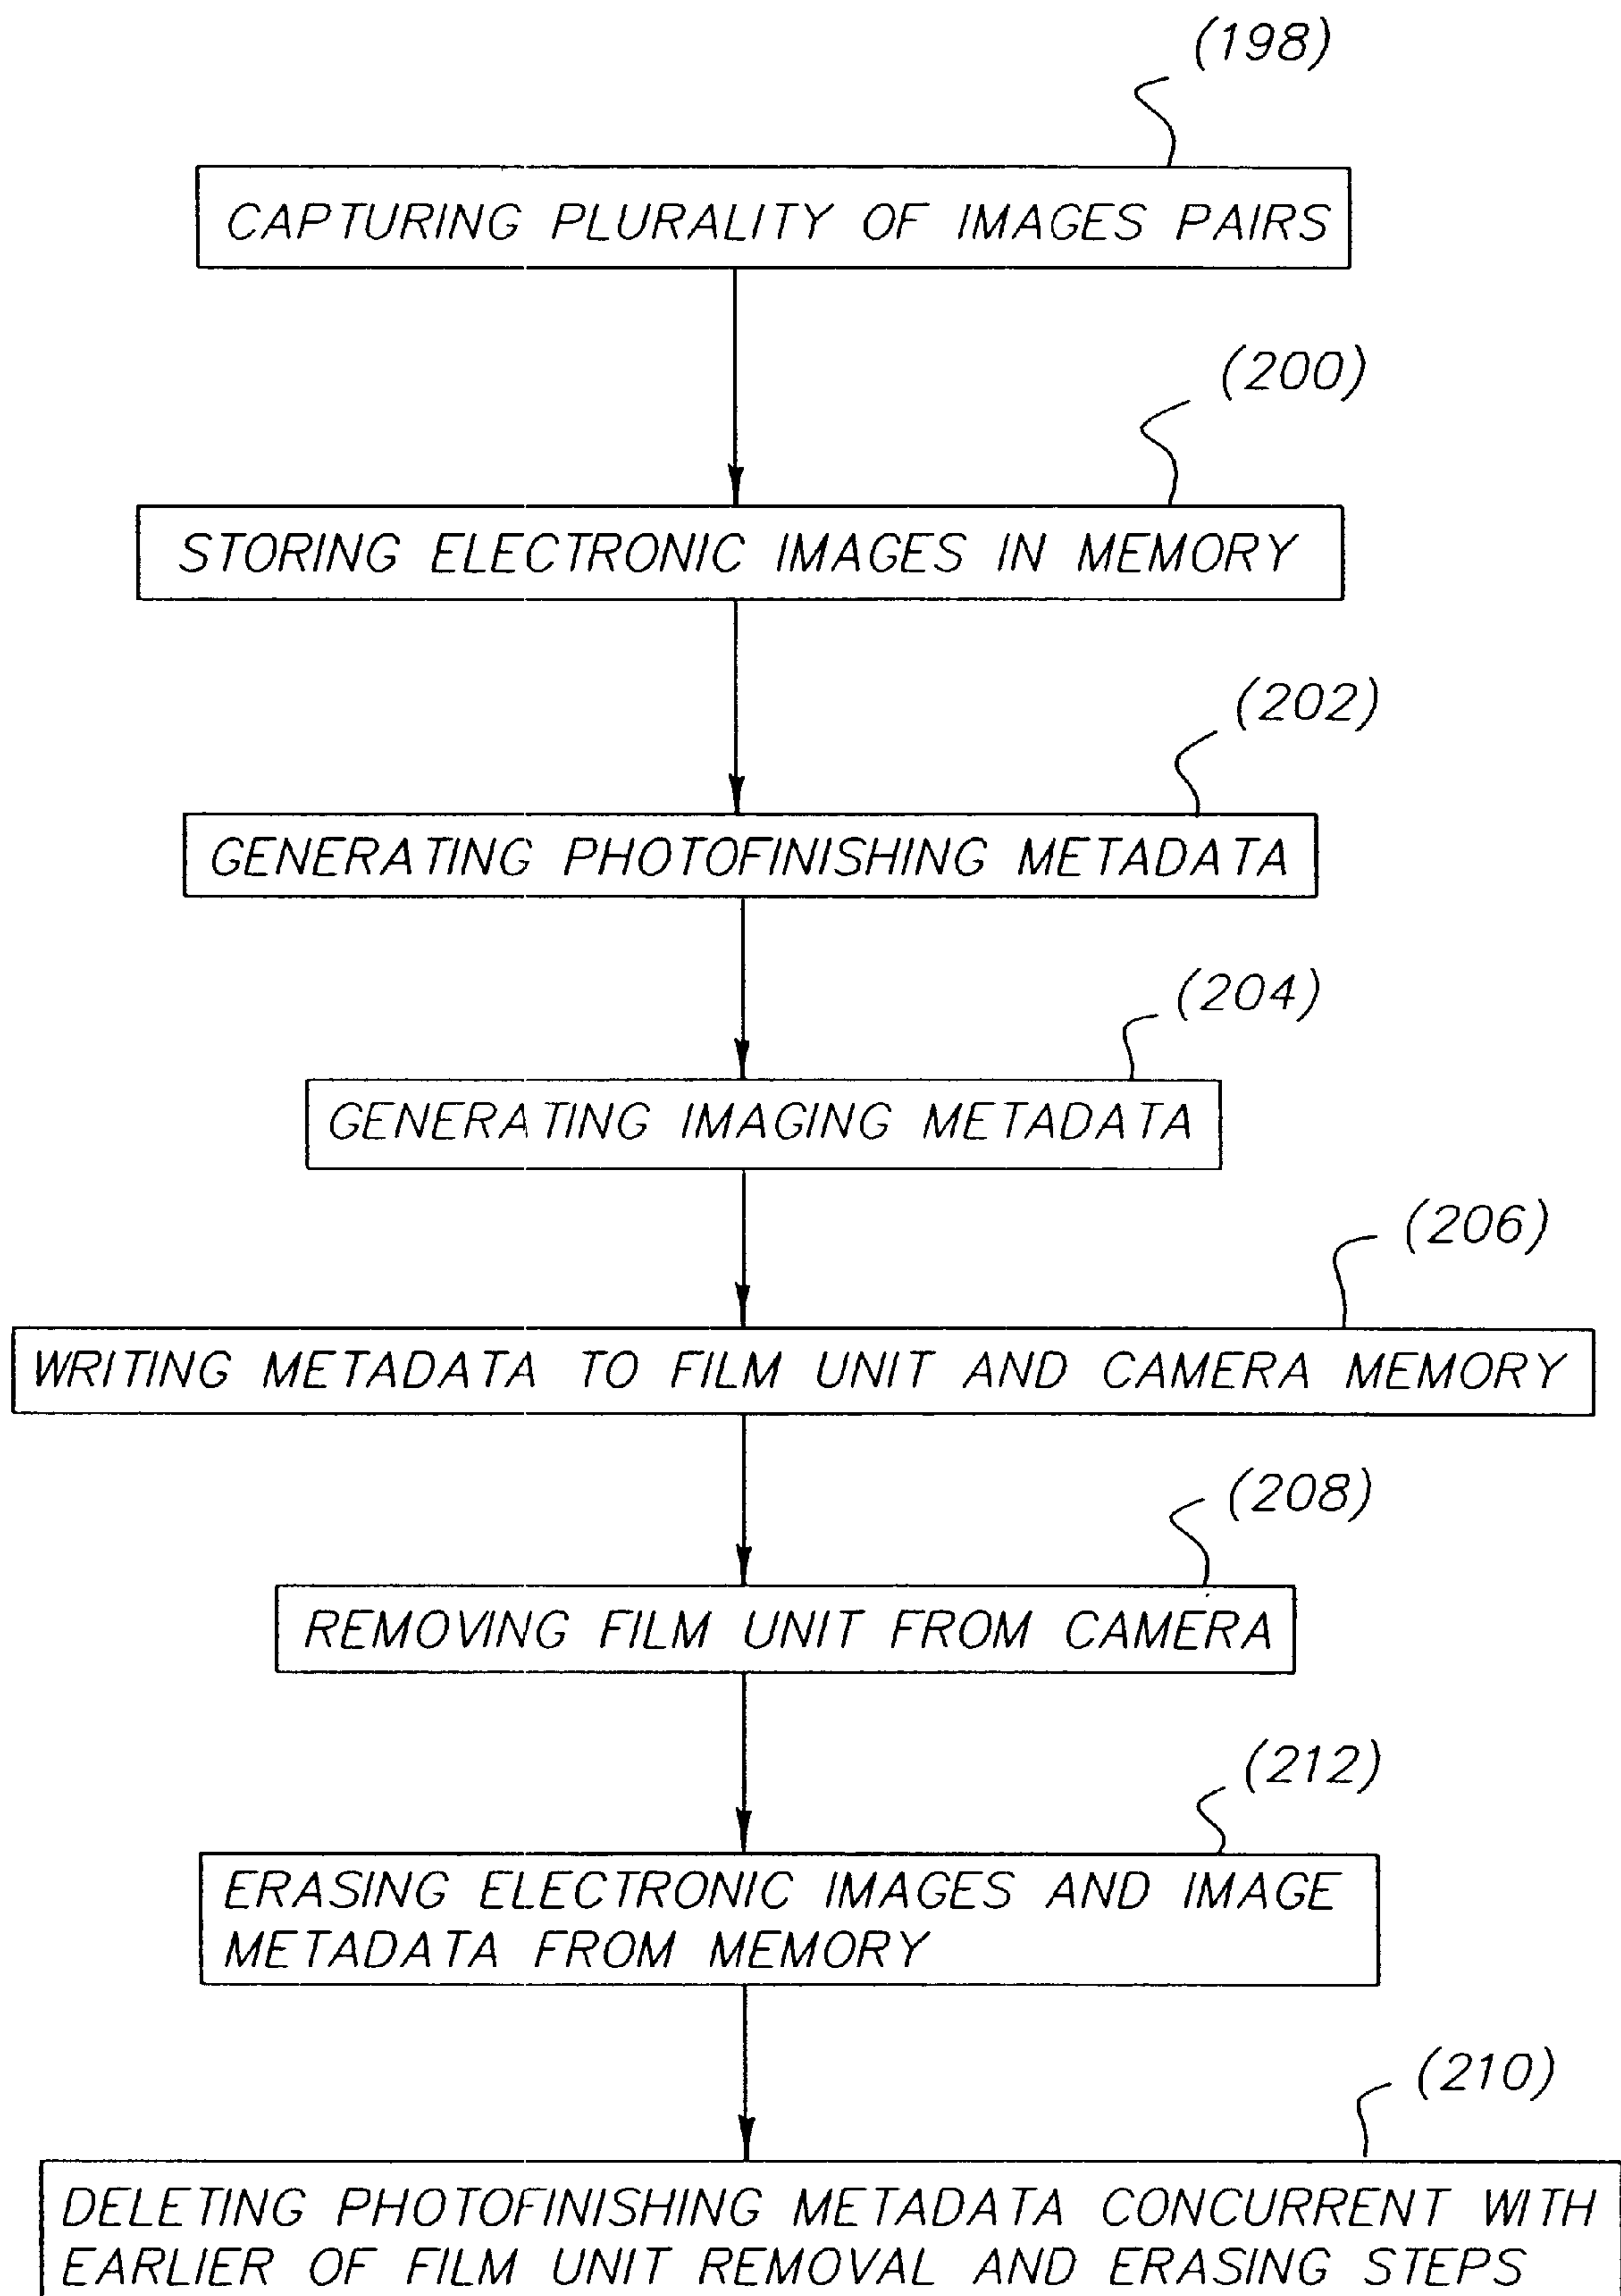 (198)
CAPTURING PLURALITY OF IMAGES PAIRS
(200)
STORING ELECTRONIC IMAGES IN MEMORY
(202)
GENERATING PHOTOFINISHING METADATA
(204)
GENERATING IMAGING METADATA
(206)
WRITING METADATA TO FILM UNIT AND CAMERA MEMORY
(208)
REMOVING FILM UNIT FROM CAMERA
(212)
ERASING ELECTRONIC IMAGES AND IMAGE
METADATA FROM MEMORY
(210)
DELETING PHOTOFINISHING METADATA CONCURRENT WITH
EARLIER OF FILM UNIT REMOVAL AND ERASING STEPS